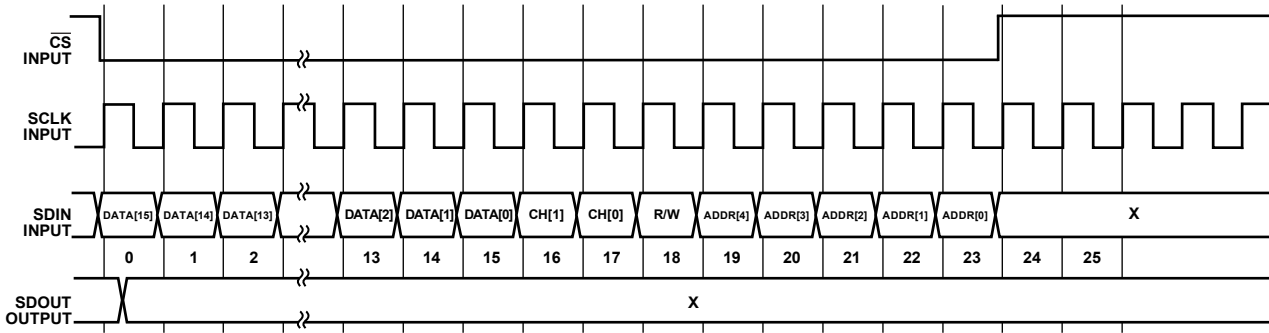 CS
INPUT
SCLK
INPUT
SDIN
INPUT
DATA[15] DATA[14] DATA[13] DATA[2] DATA[1] DATA[0] CH[1] CH[0] R/W ADDR[4] ADDR[3] ADDR[2] ADDR[1] ADDR[0] X
0 1 2 13 14 15 16 17 18 19 20 21 22 23 24 25
SDOUT
OUTPUT
X